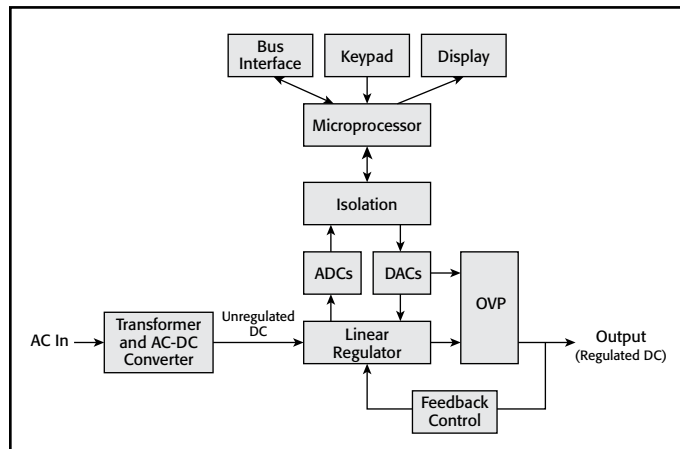 Bus
Interface
Keypad
Display
Microprocessor
Isolation
ADCs
DACs
OVP
AC In
Transformer
and AC-DC
Converter
Unregulated
DC
Linear
Regulator
Output
(Regulated DC)
Feedback
Control